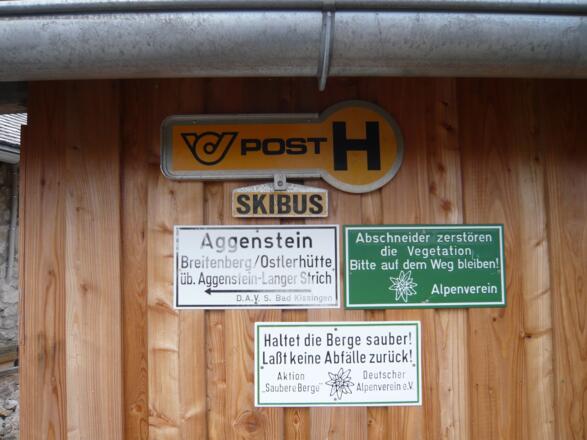 POST H
SKIBUS
Aggenstein
Breitenberg/Ostlerhütte
üb. Aggenstein-Langer Strich
D.A.V. S. Bad Kissingen
Abschneider zerstören
die Vegetation
Bitte auf dem Weg bleiben!
Alpenverein
Haltet die Berge sauber!
Laßt keine Abfälle zurück!
Aktion Deutscher
„Saubere Berge" Alpenverein e.V.